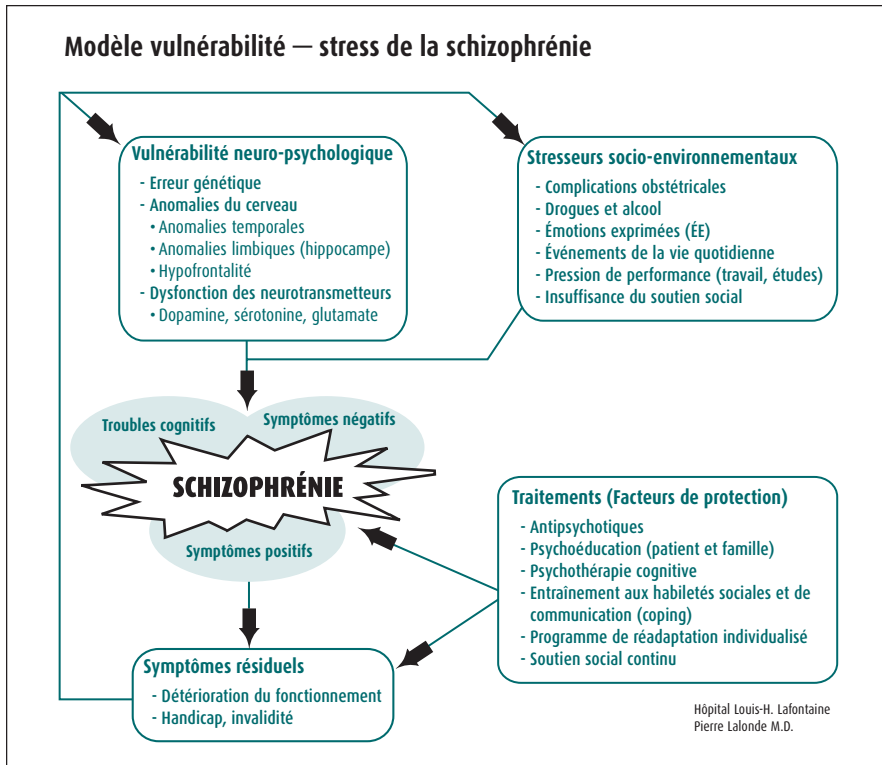 Modèle vulnérabilité — stress de la schizophrénie
Vulnérabilité neuro-psychologique
- Erreur génétique
- Anomalies du cerveau
• Anomalies temporales
• Anomalies limbiques (hippocampe)
• Hypofrontalité
- Dysfonction des neurotransmetteurs
• Dopamine, sérotonine, glutamate
Stresseurs socio-environnementaux
- Complications obstétricales
- Drogues et alcool
- Émotions exprimées (ÉE)
- Événements de la vie quotidienne
- Pression de performance (travail, études)
- Insuffisance du soutien social
Troubles cognitifs
Symptômes négatifs
SCHIZOPHRÉNIE
Symptômes positifs
Traitements (Facteurs de protection)
- Antipsychotiques
- Psychoéducation (patient et famille)
- Psychothérapie cognitive
- Entraînement aux habiletés sociales et de
communication (coping)
- Programme de réadaptation individualisé
- Soutien social continu
Symptômes résiduels
- Détérioration du fonctionnement
- Handicap, invalidité
Hôpital Louis-H. Lafontaine
Pierre Lalonde M.D.